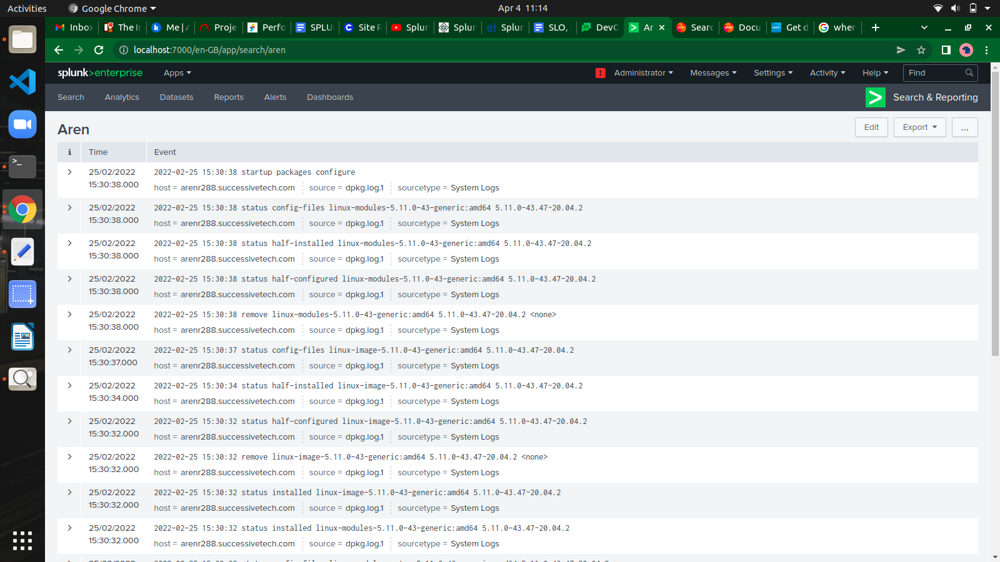 Activities Google Chrome Apr 4 11:14
Inbox The In Me | A Proje Perfo SPLU Site R Splun Splun Splun SLO, DevO Ar Searc Docu Get d wher
localhost:7000/en-GB/app/search/aren
splunk>enterprise Apps Administrator Messages Settings Activity Help Find
Search Analytics Datasets Reports Alerts Dashboards Search & Reporting
Aren Edit Export ...
i Time Event
25/02/2022 2022-02-25 15:30:38 startup packages configure
15:30:38.000 host = arenr288.successivetech.com source = dpkg.log.1 sourcetype = System Logs
25/02/2022 2022-02-25 15:30:38 status config-files linux-modules-5.11.0-43-generic:amd64 5.11.0-43.47~20.04.2
15:30:38.000 host = arenr288.successivetech.com source = dpkg.log.1 sourcetype = System Logs
25/02/2022 2022-02-25 15:30:38 status half-installed linux-modules-5.11.0-43-generic:amd64 5.11.0-43.47~20.04.2
15:30:38.000 host = arenr288.successivetech.com source = dpkg.log.1 sourcetype = System Logs
25/02/2022 2022-02-25 15:30:38 status half-configured linux-modules-5.11.0-43-generic:amd64 5.11.0-43.47~20.04.2
15:30:38.000 host = arenr288.successivetech.com source = dpkg.log.1 sourcetype = System Logs
25/02/2022 2022-02-25 15:30:38 remove linux-modules-5.11.0-43-generic:amd64 5.11.0-43.47~20.04.2 <none>
15:30:38.000 host = arenr288.successivetech.com source = dpkg.log.1 sourcetype = System Logs
25/02/2022 2022-02-25 15:30:37 status config-files linux-image-5.11.0-43-generic:amd64 5.11.0-43.47~20.04.2
15:30:37.000 host = arenr288.successivetech.com source = dpkg.log.1 sourcetype = System Logs
25/02/2022 2022-02-25 15:30:34 status half-installed linux-image-5.11.0-43-generic:amd64 5.11.0-43.47~20.04.2
15:30:34.000 host = arenr288.successivetech.com source = dpkg.log.1 sourcetype = System Logs
25/02/2022 2022-02-25 15:30:32 status half-configured linux-image-5.11.0-43-generic:amd64 5.11.0-43.47~20.04.2
15:30:32.000 host = arenr288.successivetech.com source = dpkg.log.1 sourcetype = System Logs
25/02/2022 2022-02-25 15:30:32 remove linux-image-5.11.0-43-generic:amd64 5.11.0-43.47~20.04.2 <none>
15:30:32.000 host = arenr288.successivetech.com source = dpkg.log.1 sourcetype = System Logs
25/02/2022 2022-02-25 15:30:32 status installed linux-image-5.11.0-43-generic:amd64 5.11.0-43.47~20.04.2
15:30:32.000 host = arenr288.successivetech.com source = dpkg.log.1 sourcetype = System Logs
25/02/2022 2022-02-25 15:30:32 status installed linux-modules-5.11.0-43-generic:amd64 5.11.0-43.47~20.04.2
15:30:32.000 host = arenr288.successivetech.com source = dpkg.log.1 sourcetype = System Logs